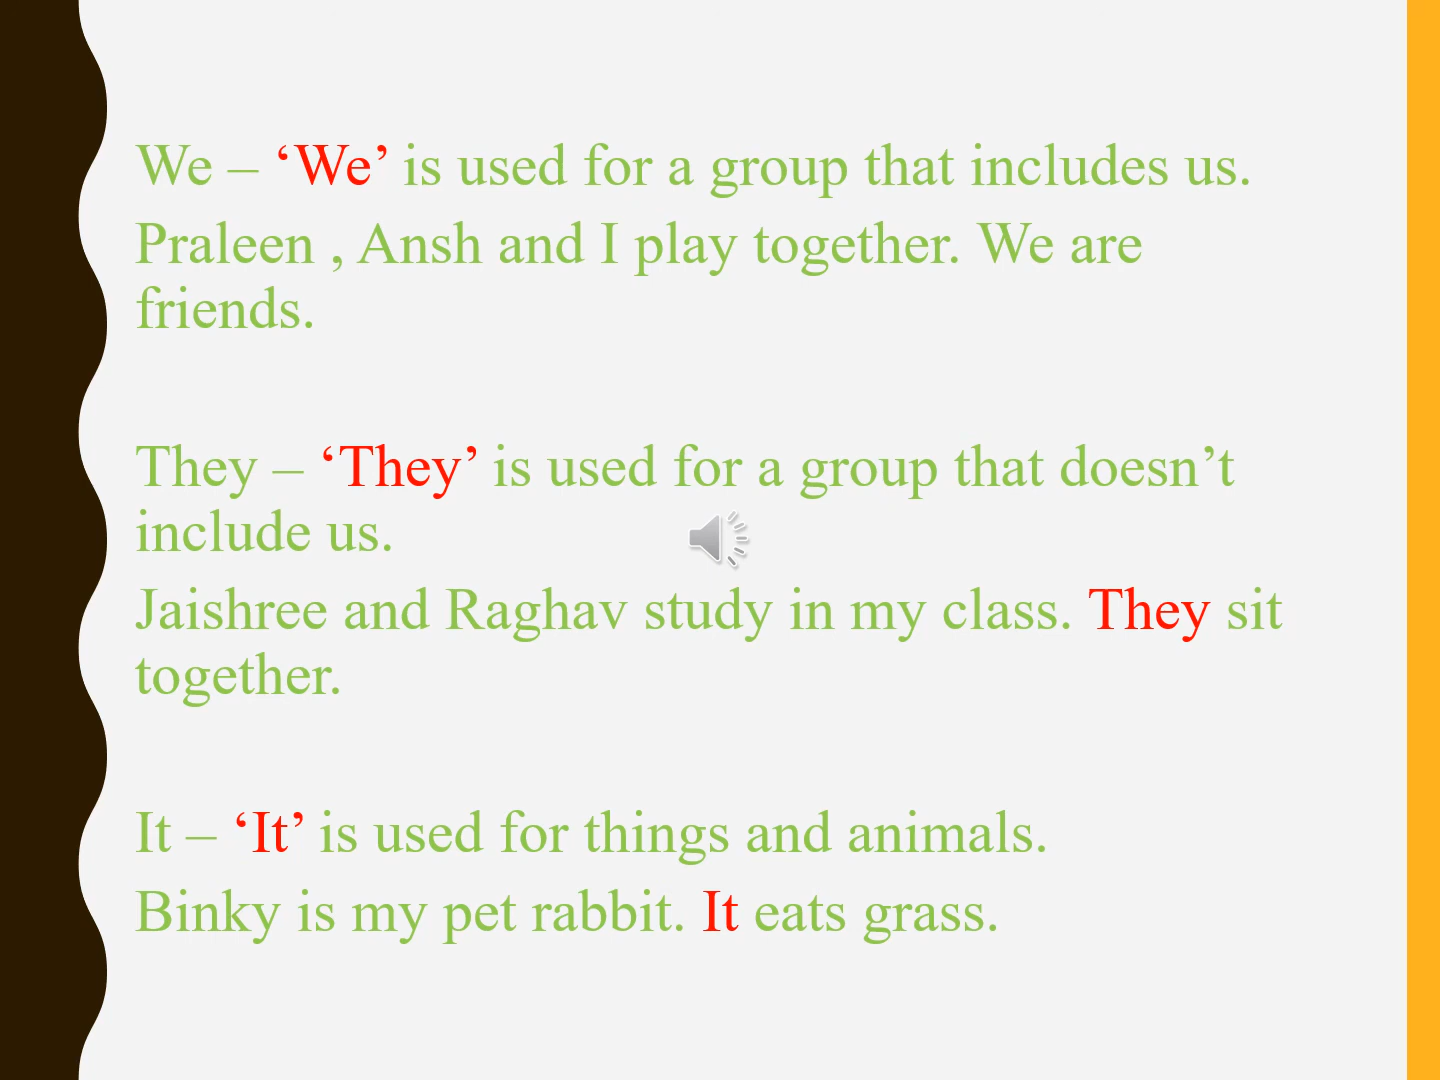 We – ‘We’ is used for a group that includes us.
Praleen , Ansh and I play together. We are
friends.
They – ‘They’ is used for a group that doesn’t
include us.
Jaishree and Raghav study in my class. They sit
together.
It – ‘It’ is used for things and animals.
Binky is my pet rabbit. It eats grass.